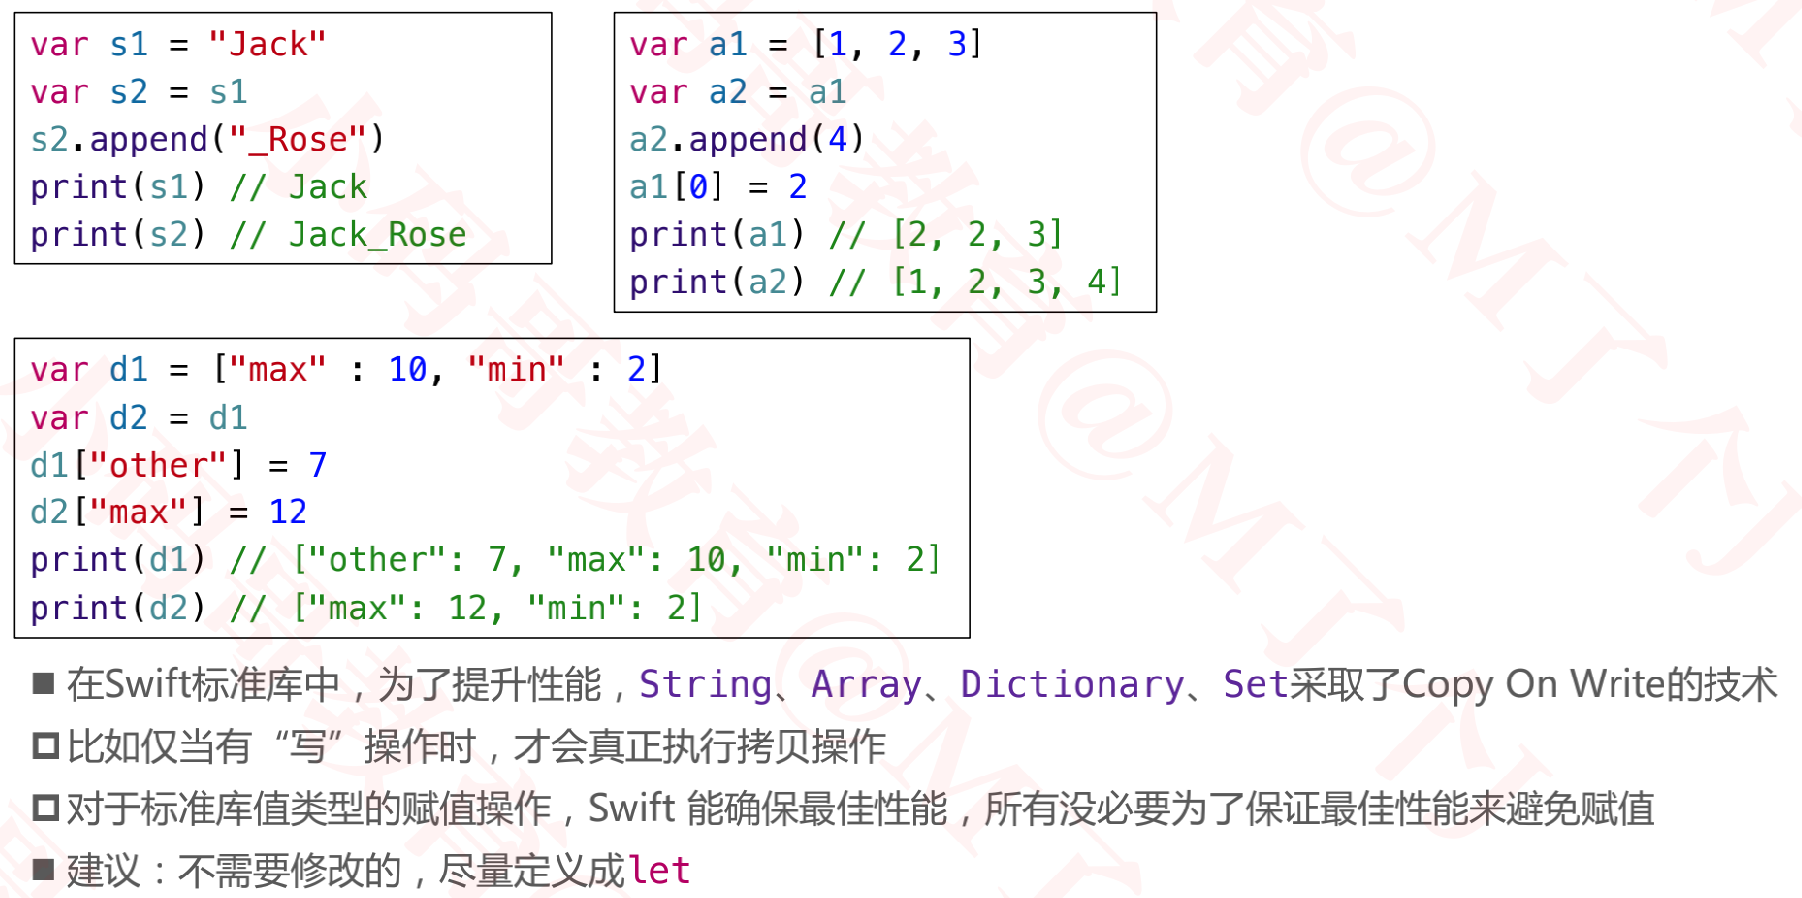 var s1 = "Jack"
var s2 = s1
s2.append("_Rose")
print(s1) // Jack
print(s2) // Jack_Rose
var a1 = [1, 2, 3]
var a2 = a1
a2.append(4)
a1[0] = 2
print(a1) // [2, 2, 3]
print(a2) // [1, 2, 3, 4]
var d1 = ["max" : 10, "min" : 2]
var d2 = d1
d1["other"] = 7
d2["max"] = 12
print(d1) // ["other": 7, "max": 10, "min": 2]
print(d2) // ["max": 12, "min": 2]
■ 在Swift标准库中，为了提升性能，String、Array、Dictionary、Set采取了Copy On Write的技术
□ 比如仅当有“写”操作时，才会真正执行拷贝操作
□ 对于标准库值类型的赋值操作，Swift 能确保最佳性能，所有没必要为了保证最佳性能来避免赋值
■ 建议：不需要修改的，尽量定义成let
小码哥教育@M了个J